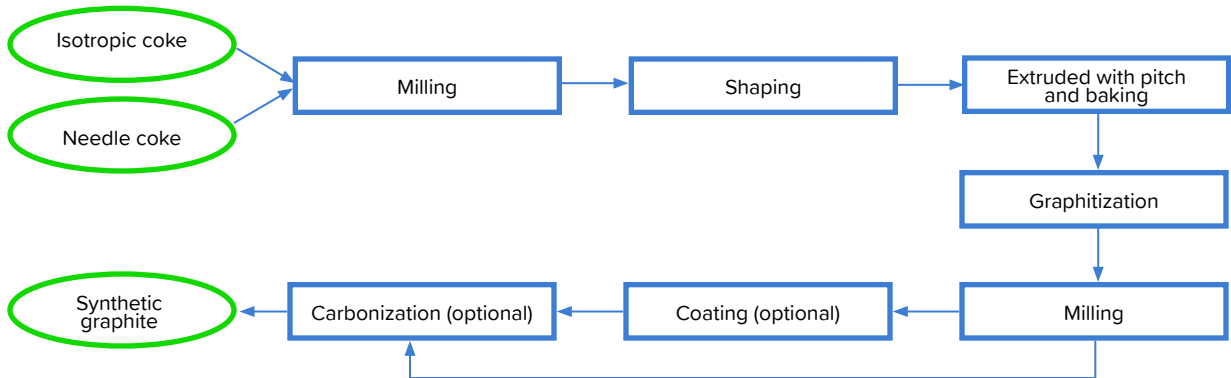 Isotropic coke
Needle coke
Milling
Shaping
Extruded with pitch
and baking
Graphitization
Milling
Coating (optional)
Carbonization (optional)
Synthetic
graphite